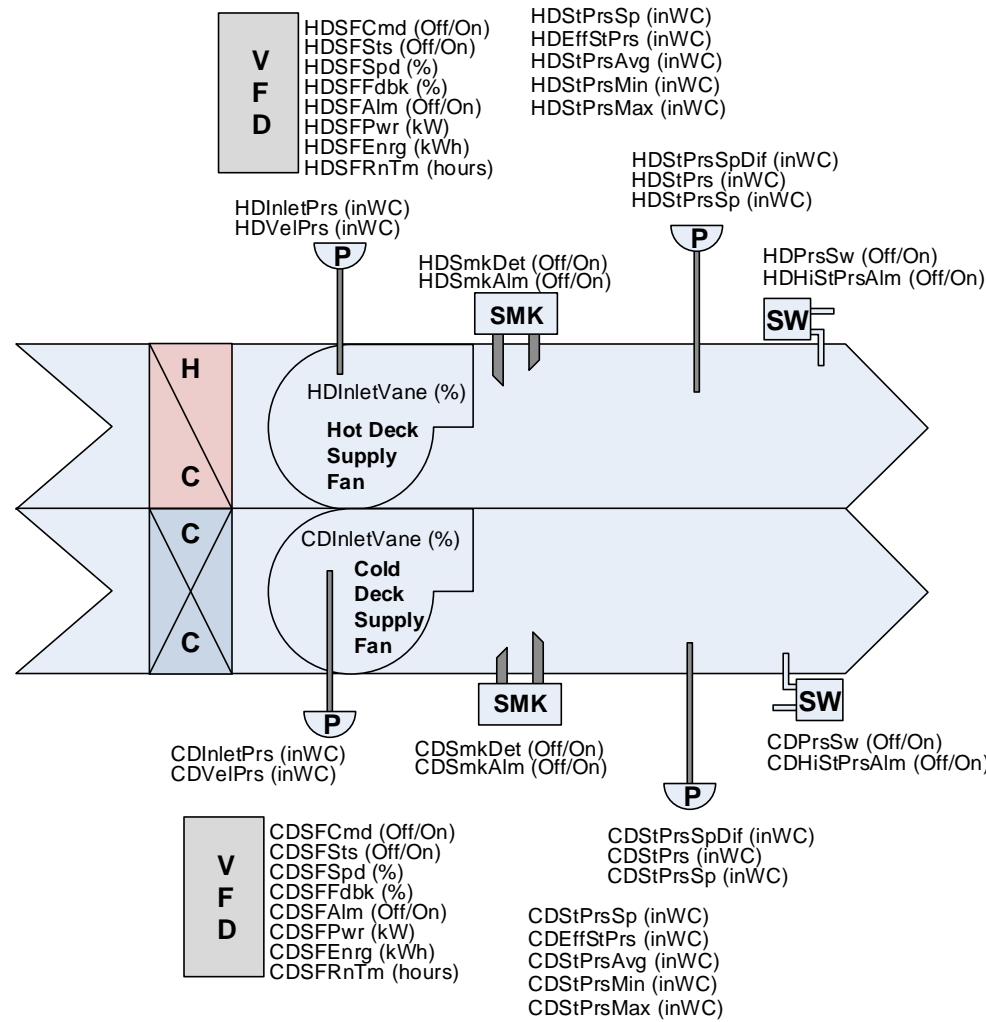 V
F
D
HDSFCmd (Off/On)
HDSFSts (Off/On)
HDSFSpd (%)
HDSFFdbk (%)
HDSFAlm (Off/On)
HDSFPwr (kW)
HDSFEnrg (kWh)
HDSFRnTm (hours)
HDStPrsSp (inWC)
HDEffStPrs (inWC)
HDStPrsAvg (inWC)
HDStPrsMin (inWC)
HDStPrsMax (inWC)
HDStPrsSpDif (inWC)
HDStPrs (inWC)
HDStPrsSp (inWC)
HDInletPrs (inWC)
HDVelPrs (inWC)
P
P
HDSmkDet (Off/On)
HDSmkAlm (Off/On)
SMK
HDPrsSw (Off/On)
HDHiStPrsAlm (Off/On)
SW
H
C
HDInletVane (%)
Hot Deck
Supply
Fan
C
C
CDInletVane (%)
Cold
Deck
Supply
Fan
SMK
SW
P
CDInletPrs (inWC)
CDVelPrs (inWC)
CDSmkDet (Off/On)
CDSmkAlm (Off/On)
CDPrsSw (Off/On)
CDHiStPrsAlm (Off/On)
P
V
F
D
CDSFCmd (Off/On)
CDSFSts (Off/On)
CDSFSpd (%)
CDSFFdbk (%)
CDSFAlm (Off/On)
CDSFPwr (kW)
CDSFEnrg (kWh)
CDSFRnTm (hours)
CDStPrsSpDif (inWC)
CDStPrs (inWC)
CDStPrsSp (inWC)
CDStPrsSp (inWC)
CDEffStPrs (inWC)
CDStPrsAvg (inWC)
CDStPrsMin (inWC)
CDStPrsMax (inWC)